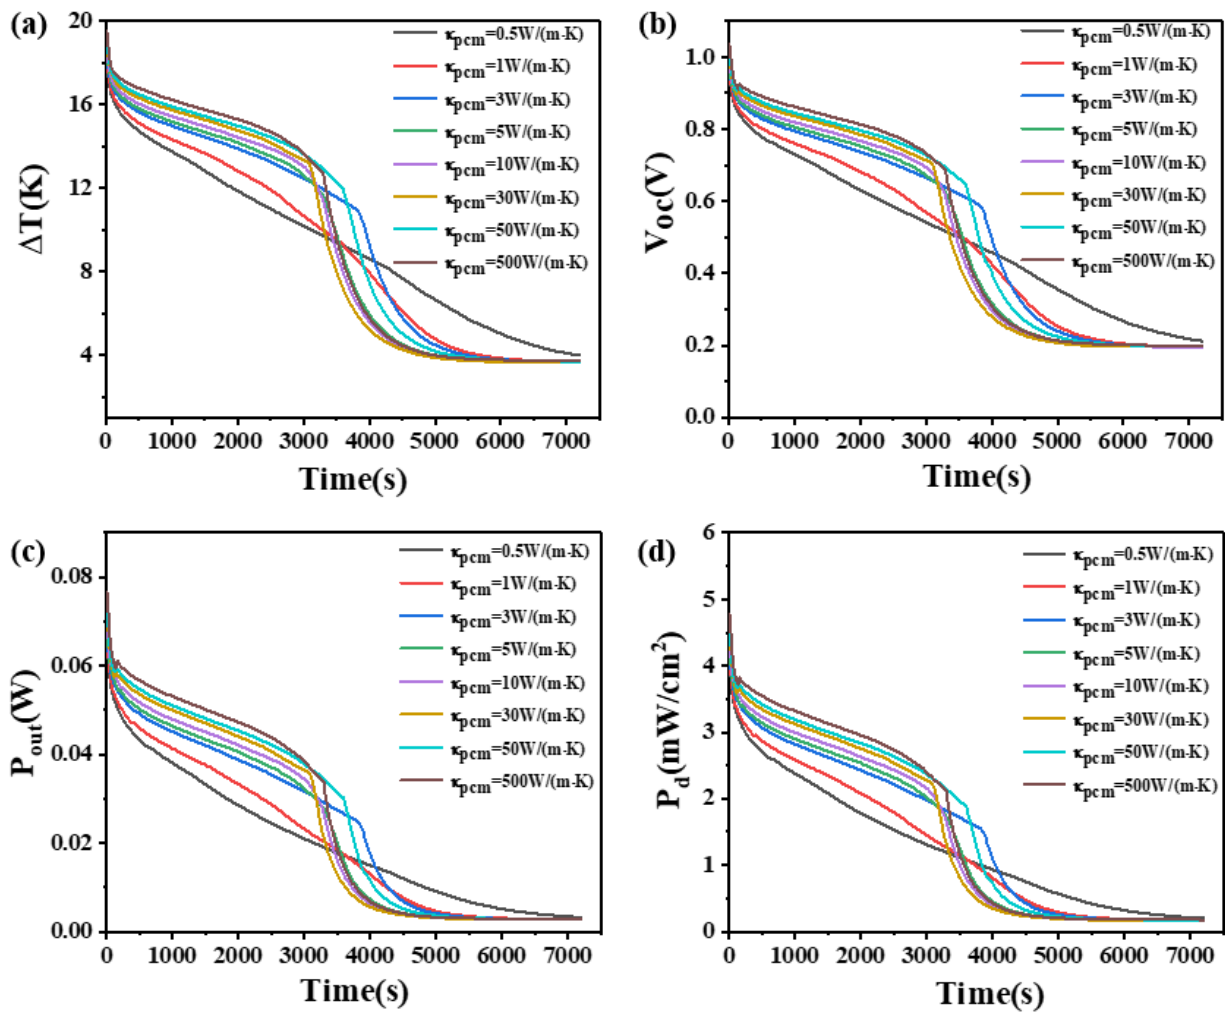 (a)
20
16
12
8
4
ΔT(K)
κpcm=0.5W/(m·K)
κpcm=1W/(m·K)
κpcm=3W/(m·K)
κpcm=5W/(m·K)
κpcm=10W/(m·K)
κpcm=30W/(m·K)
κpcm=50W/(m·K)
κpcm=500W/(m·K)
0 1000 2000 3000 4000 5000 6000 7000
Time(s)
(b)
1.0
0.8
0.6
0.4
0.2
0.0
Voc(V)
κpcm=0.5W/(m·K)
κpcm=1W/(m·K)
κpcm=3W/(m·K)
κpcm=5W/(m·K)
κpcm=10W/(m·K)
κpcm=30W/(m·K)
κpcm=50W/(m·K)
κpcm=500W/(m·K)
0 1000 2000 3000 4000 5000 6000 7000
Time(s)
(c)
0.08
0.06
0.04
0.02
0.00
Pout(W)
κpcm=0.5W/(m·K)
κpcm=1W/(m·K)
κpcm=3W/(m·K)
κpcm=5W/(m·K)
κpcm=10W/(m·K)
κpcm=30W/(m·K)
κpcm=50W/(m·K)
κpcm=500W/(m·K)
0 1000 2000 3000 4000 5000 6000 7000
Time(s)
(d)
6
5
4
3
2
1
0
Pd(mW/cm²)
κpcm=0.5W/(m·K)
κpcm=1W/(m·K)
κpcm=3W/(m·K)
κpcm=5W/(m·K)
κpcm=10W/(m·K)
κpcm=30W/(m·K)
κpcm=50W/(m·K)
κpcm=500W/(m·K)
0 1000 2000 3000 4000 5000 6000 7000
Time(s)